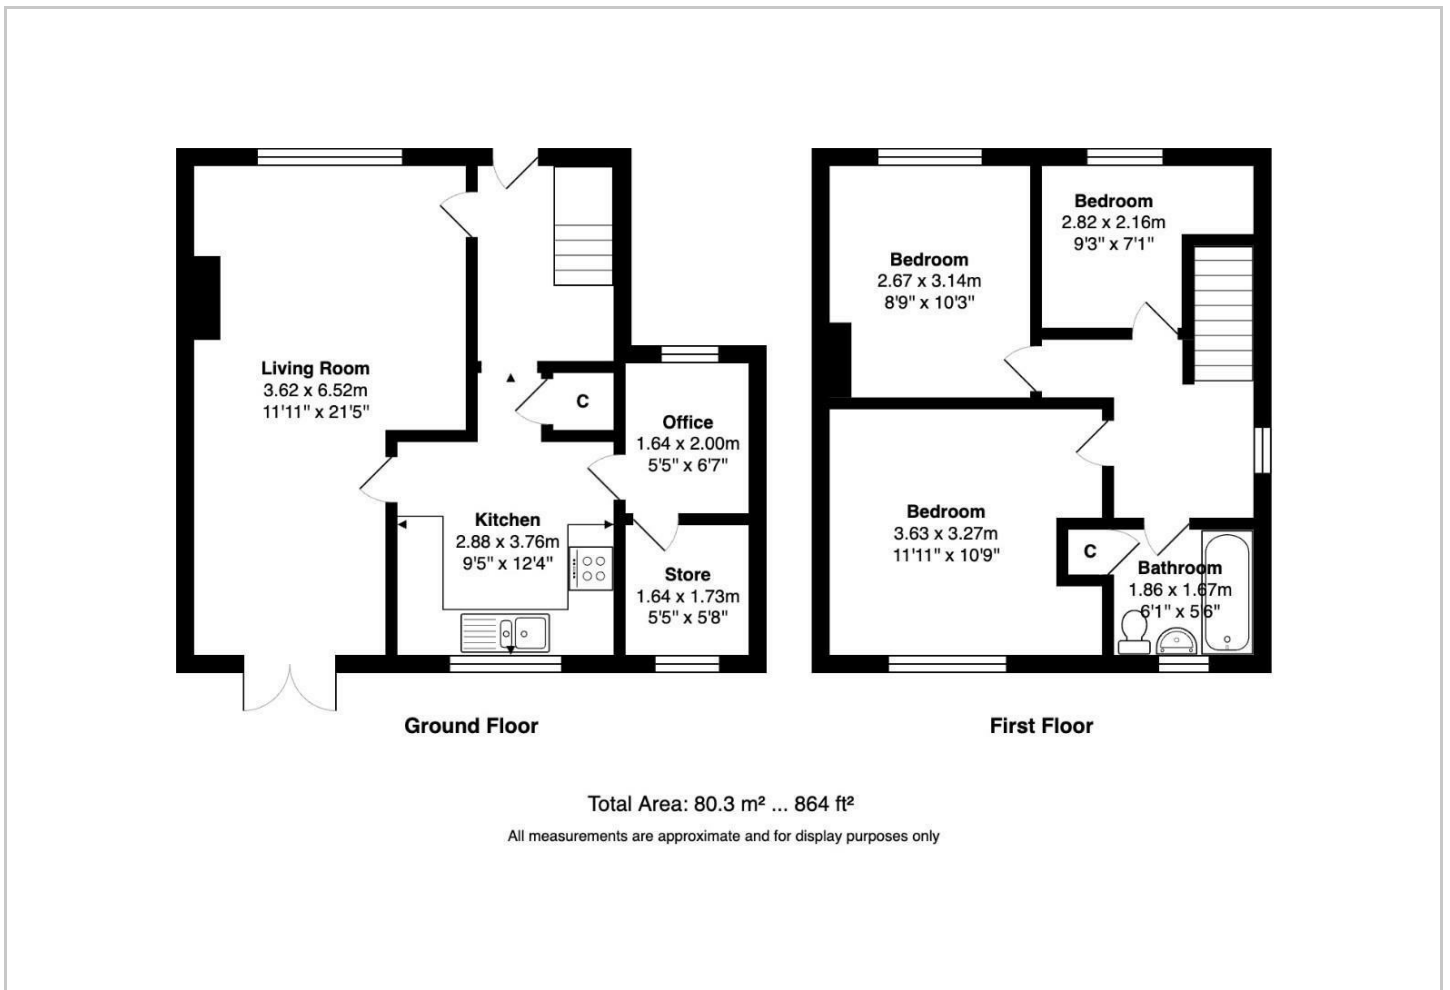 Living Room
3.62 x 6.52m
11'11" x 21'5"
C
Office
1.64 x 2.00m
5'5" x 6'7"
Kitchen
2.88 x 3.76m
9'5" x 12'4"
Store
1.64 x 1.73m
5'5" x 5'8"
Ground Floor
Bedroom
2.82 x 2.16m
9'3" x 7'1"
Bedroom
2.67 x 3.14m
8'9" x 10'3"
Bedroom
3.63 x 3.27m
11'11" x 10'9"
C
Bathroom
1.86 x 1.67m
6'1" x 5'6"
First Floor
Total Area: 80.3 m² ... 864 ft²
All measurements are approximate and for display purposes only